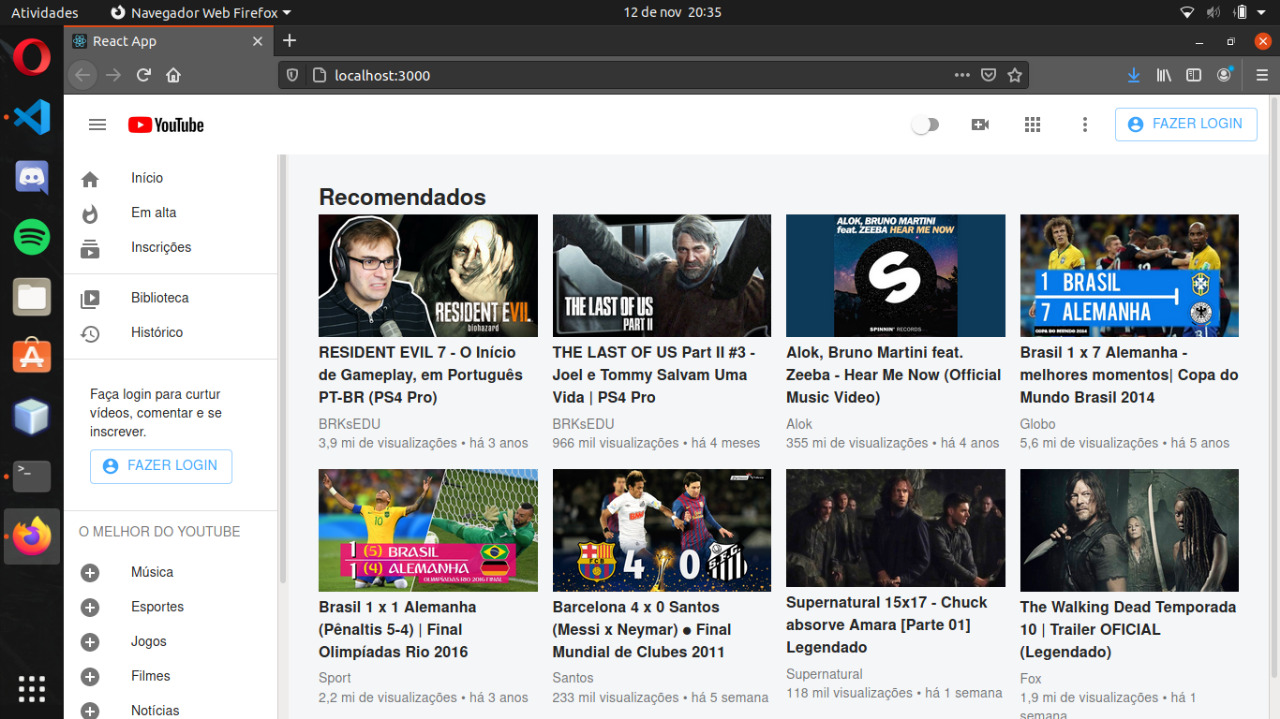 Atividades
Navegador Web Firefox
12 de nov 20:35
React App
localhost:3000
YouTube
FAZER LOGIN
Início
Em alta
Inscrições
Biblioteca
Histórico
Faça login para curtir
vídeos, comentar e se
inscrever.
FAZER LOGIN
O MELHOR DO YOUTUBE
Música
Esportes
Jogos
Filmes
Notícias
Recomendados
RESIDENT EVIL
biohazard
RESIDENT EVIL 7 - O Início
de Gameplay, em Português
PT-BR (PS4 Pro)
BRKsEDU
3,9 mi de visualizações • há 3 anos
THE LAST OF US
PART II
THE LAST OF US Part II #3 -
Joel e Tommy Salvam Uma
Vida | PS4 Pro
BRKsEDU
966 mil visualizações • há 4 meses
ALOK, BRUNO MARTINI
feat. ZEEBA HEAR ME NOW
SPINNIN' RECORDS
Alok, Bruno Martini feat.
Zeeba - Hear Me Now (Official
Music Video)
Alok
355 mi de visualizações • há 4 anos
1 BRASIL
7 ALEMANHA
COPA DO MUNDO 2014
Brasil 1 x 7 Alemanha -
melhores momentos| Copa do
Mundo Brasil 2014
Globo
5,6 mi de visualizações • há 5 anos
10
1 (5) BRASIL
1 (4) ALEMANHA
OLIMPÍADAS RIO 2016 FINAL
Brasil 1 x 1 Alemanha
(Pênaltis 5-4) | Final
Olimpíadas Rio 2016
Sport
2,2 mi de visualizações • há 3 anos
4 0
Barcelona 4 x 0 Santos
(Messi x Neymar) ● Final
Mundial de Clubes 2011
Santos
233 mil visualizações • há 5 semana
Supernatural 15x17 - Chuck
absorve Amara [Parte 01]
Legendado
Supernatural
118 mil visualizações • há 1 semana
The Walking Dead Temporada
10 | Trailer OFICIAL
(Legendado)
Fox
1,9 mi de visualizações • há 1
semana